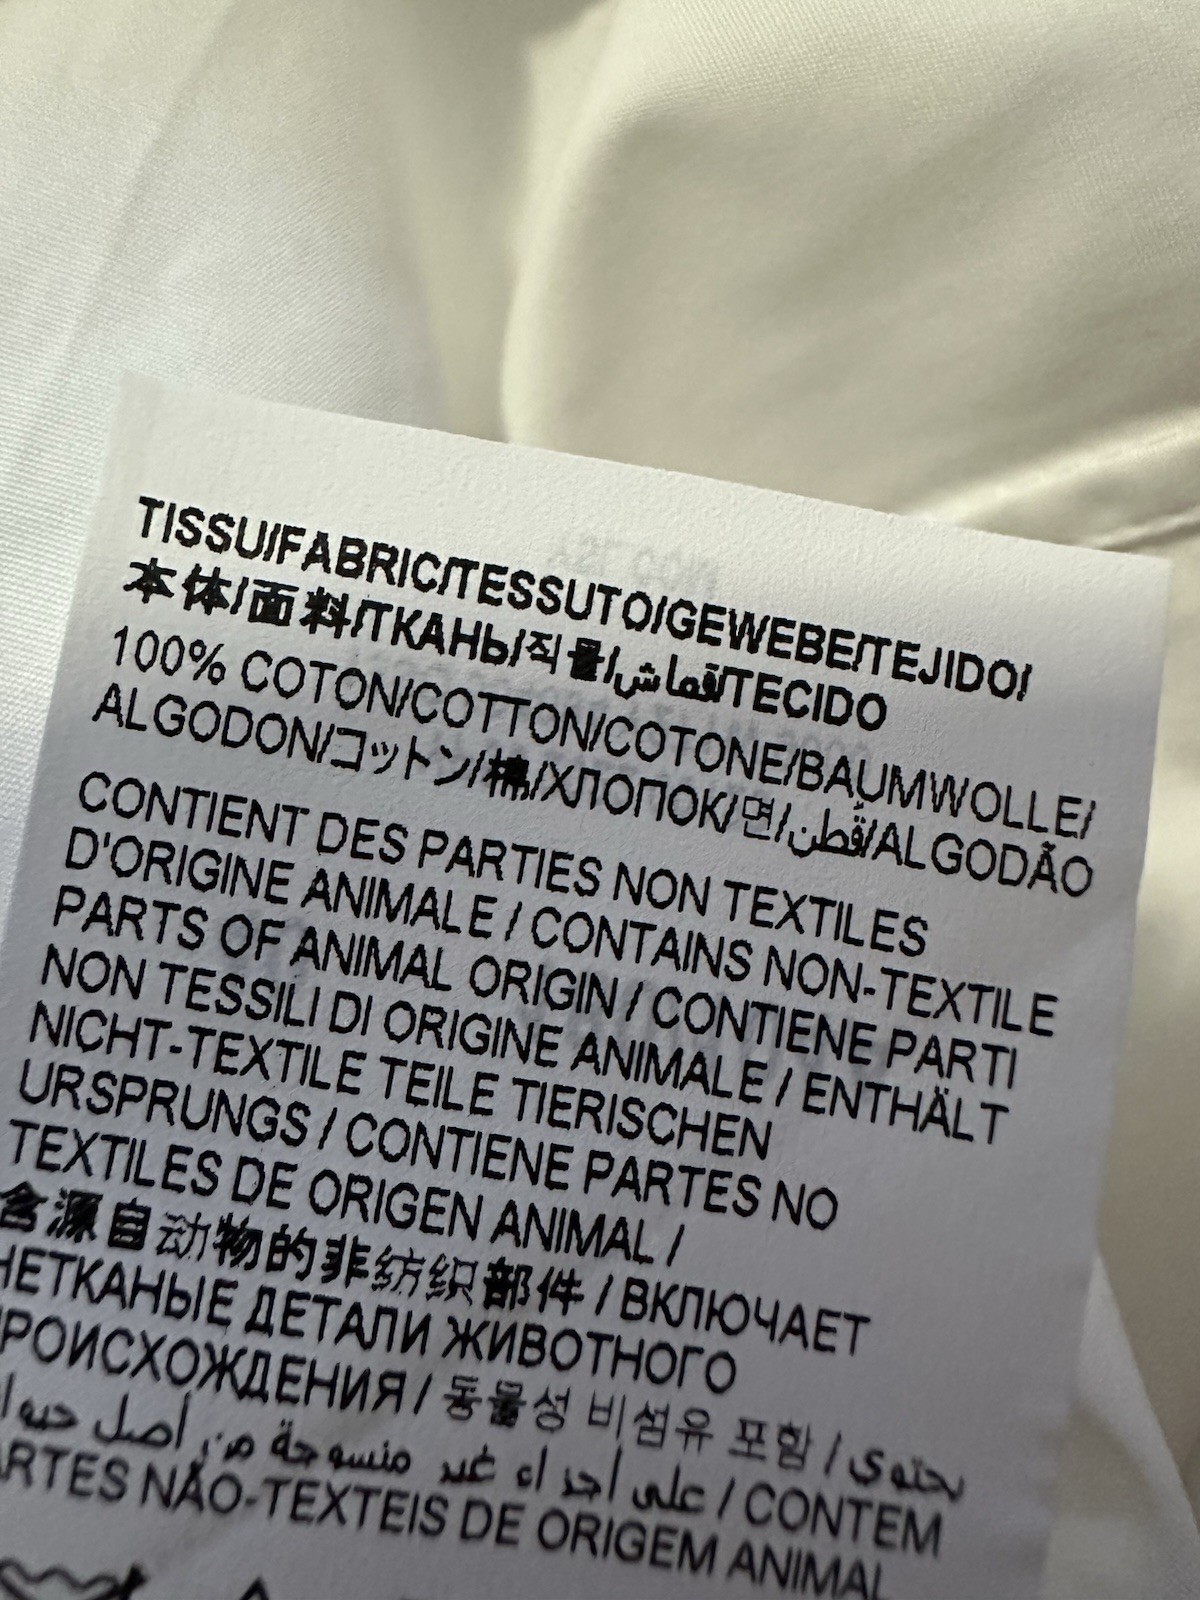 TISSU/FABRIC/TESSUTO/GEWEBE/TEJIDO/
本体/面料/ТКАНЬ/직물/قماش/TECIDO
100% COTON/COTTON/COTONE/BAUMWOLLE/
ALGODON/コットン/棉/ХЛОПОК/면/قُطن/ALGODÃO
CONTIENT DES PARTIES NON TEXTILES
D'ORIGINE ANIMALE / CONTAINS NON-TEXTILE
PARTS OF ANIMAL ORIGIN / CONTIENE PARTI
NON TESSILI DI ORIGINE ANIMALE / ENTHÄLT
NICHT-TEXTILE TEILE TIERISCHEN
URSPRUNGS / CONTIENE PARTES NO
TEXTILES DE ORIGEN ANIMAL /
含源自动物的非纺织部件 / ВКЛЮЧАЕТ
НЕТКАНЫЕ ДЕТАЛИ ЖИВОТНОГО
ПРОИСХОЖДЕНИЯ / 동물성 비섬유 포함 / يحتوي
على أجزاء غير منسوجة من أصل / CONTEM
PARTES NÃO-TEXTEIS DE ORIGEM ANIMAL